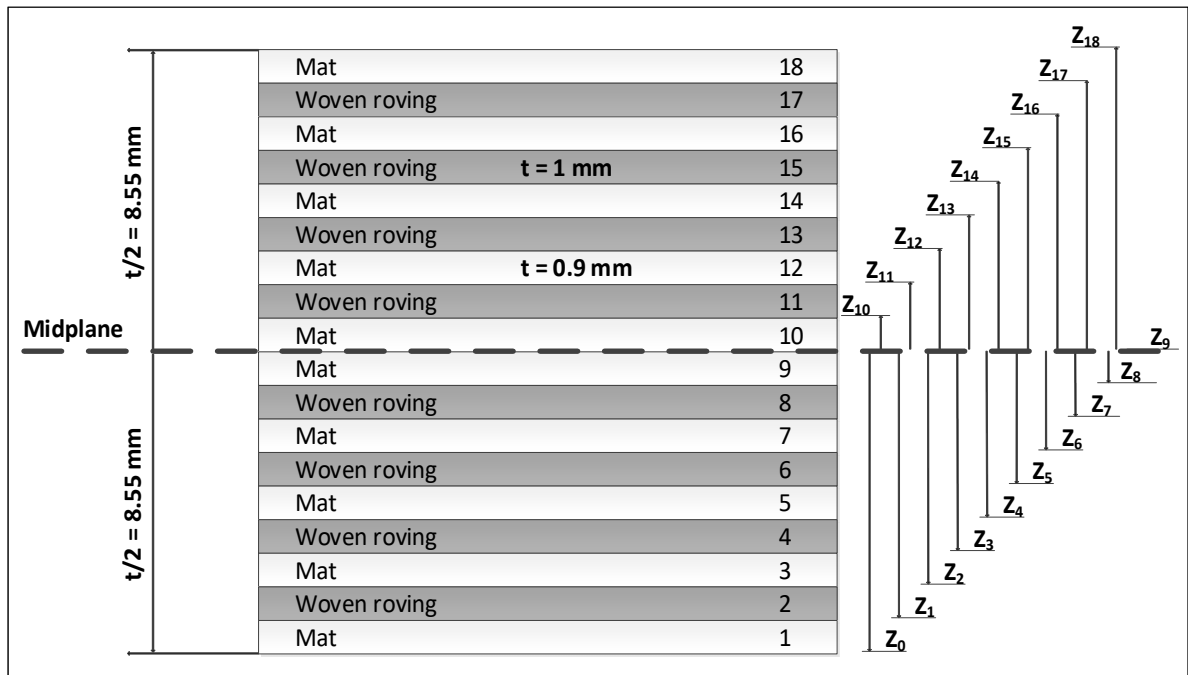 Z18
Z17
Z16
Z15
Z14
Z13
Z12
Z11
Z10
Mat 18
Woven roving 17
Mat 16
Woven roving t = 1 mm 15
Mat 14
Woven roving 13
Mat t = 0.9 mm 12
Woven roving 11
Mat 10
t/2 = 8.55 mm
Midplane
Z9
Mat 9
Woven roving 8
Mat 7
Woven roving 6
Mat 5
Woven roving 4
Mat 3
Woven roving 2
Mat 1
t/2 = 8.55 mm
Z8
Z7
Z6
Z5
Z4
Z3
Z2
Z1
Z0